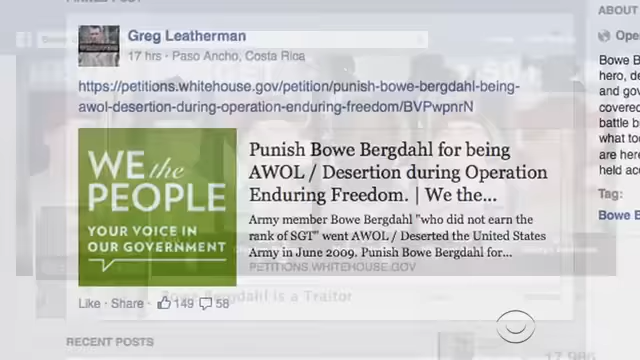 PINNED POST
Greg Leatherman
17 hrs · Paso Ancho, Costa Rica
https://petitions.whitehouse.gov/petition/punish-bowe-bergdahl-being-
awol-desertion-during-operation-enduring-freedom/BVPwpnrN
WE the
PEOPLE
YOUR VOICE IN
OUR GOVERNMENT
Punish Bowe Bergdahl for being
AWOL / Desertion during Operation
Enduring Freedom. | We the...
Army member Bowe Bergdahl "who did not earn the
rank of SGT" went AWOL / Deserted the United States
Army in June 2009. Punish Bowe Bergdahl for...
PETITIONS.WHITEHOUSE.GOV
Like · Share · 149 58
Bowe Bergdahl is a Traitor
RECENT POSTS
17,986
ABOUT
Ope
Bowe B
hero, de
and gov
covered
battle b
what to
are here
held acc
Tag:
Bowe B